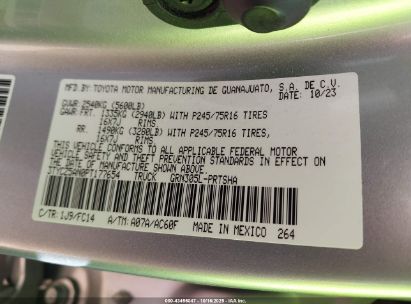 MFD.BY:TOYOTA MOTOR MANUFACTURING DE GUANAJUATO, S.A. DE C.V.
DATE: 10/23
GVWR 2540KG (5600LB)
GAWR:FRT. 1335KG (2940LB) WITH P245/75R16 TIRES
16X7J RIMS,
RR. 1490KG (3280LB) WITH P245/75R16 TIRES,
16X7J RIMS
THIS VEHICLE CONFORMS TO ALL APPLICABLE FEDERAL MOTOR
VEHICLE SAFETY AND THEFT PREVENTION STANDARDS IN EFFECT ON
THE DATE OF MANUFACTURE SHOWN ABOVE.
TRUCK GRN305L-PRTSHA
C/TR: 1J9/FC14 A/TM: A07A/AC60F MADE IN MEXICO 264